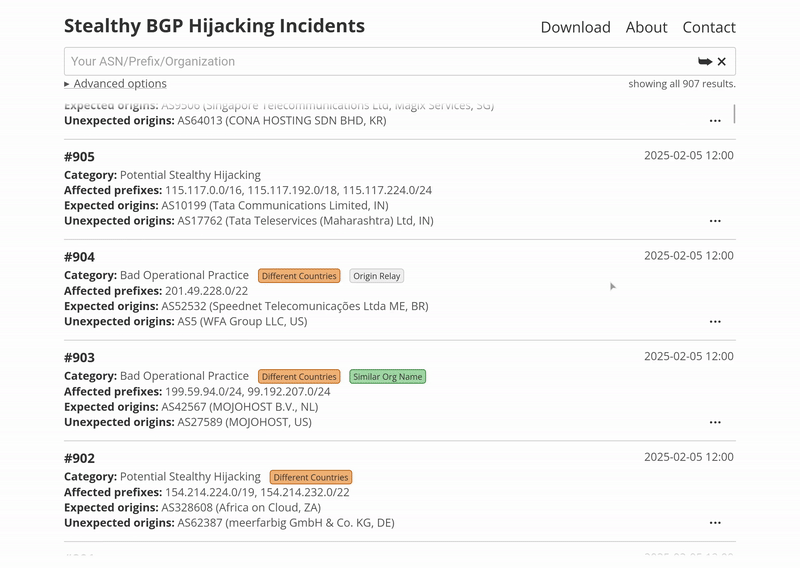 Stealthy BGP Hijacking Incidents
Download About Contact
Your ASN/Prefix/Organization
▸ Advanced options
showing all 907 results.
Expected origins: AS9506 (Singapore Telecommunications Ltd, Magix Services, SG)
Unexpected origins: AS64013 (CONA HOSTING SDN BHD, KR)
...
#905
2025-02-05 12:00
Category: Potential Stealthy Hijacking
Affected prefixes: 115.117.0.0/16, 115.117.192.0/18, 115.117.224.0/24
Expected origins: AS10199 (Tata Communications Limited, IN)
Unexpected origins: AS17762 (Tata Teleservices (Maharashtra) Ltd, IN)
...
#904
2025-02-05 12:00
Category: Bad Operational Practice Different Countries Origin Relay
Affected prefixes: 201.49.228.0/22
Expected origins: AS52532 (Speednet Telecomunicações Ltda ME, BR)
Unexpected origins: AS5 (WFA Group LLC, US)
...
#903
2025-02-05 12:00
Category: Bad Operational Practice Different Countries Similar Org Name
Affected prefixes: 199.59.94.0/24, 99.192.207.0/24
Expected origins: AS42567 (MOJOHOST B.V., NL)
Unexpected origins: AS27589 (MOJOHOST, US)
...
#902
2025-02-05 12:00
Category: Potential Stealthy Hijacking Different Countries
Affected prefixes: 154.214.224.0/19, 154.214.232.0/22
Expected origins: AS328608 (Africa on Cloud, ZA)
Unexpected origins: AS62387 (meerfarbig GmbH & Co. KG, DE)
...